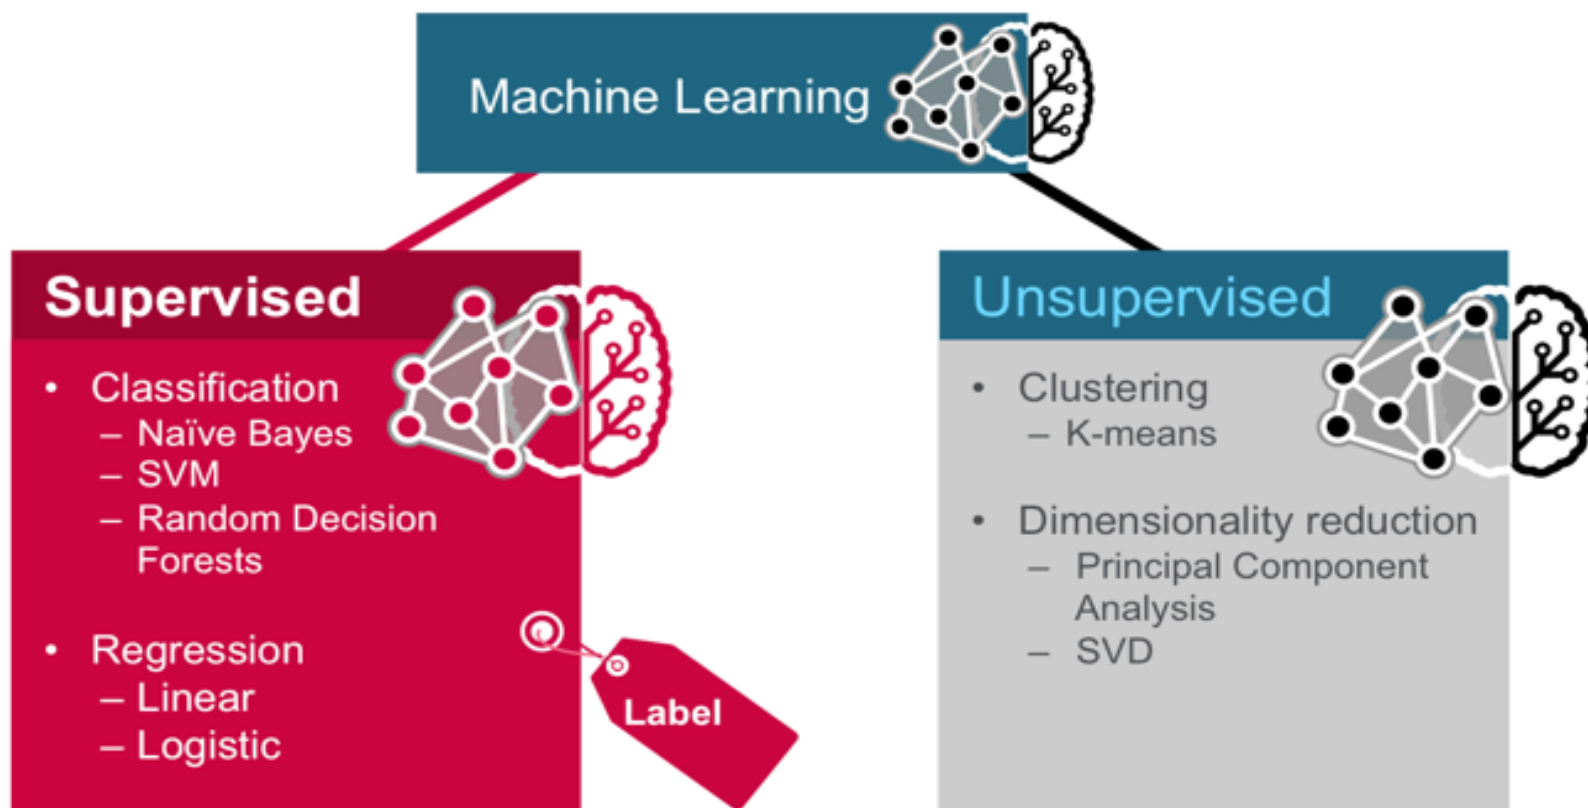 Machine Learning
Supervised
• Classification
– Naïve Bayes
– SVM
– Random Decision
Forests
• Regression
– Linear
– Logistic
Label
Unsupervised
• Clustering
– K-means
• Dimensionality reduction
– Principal Component
Analysis
– SVD